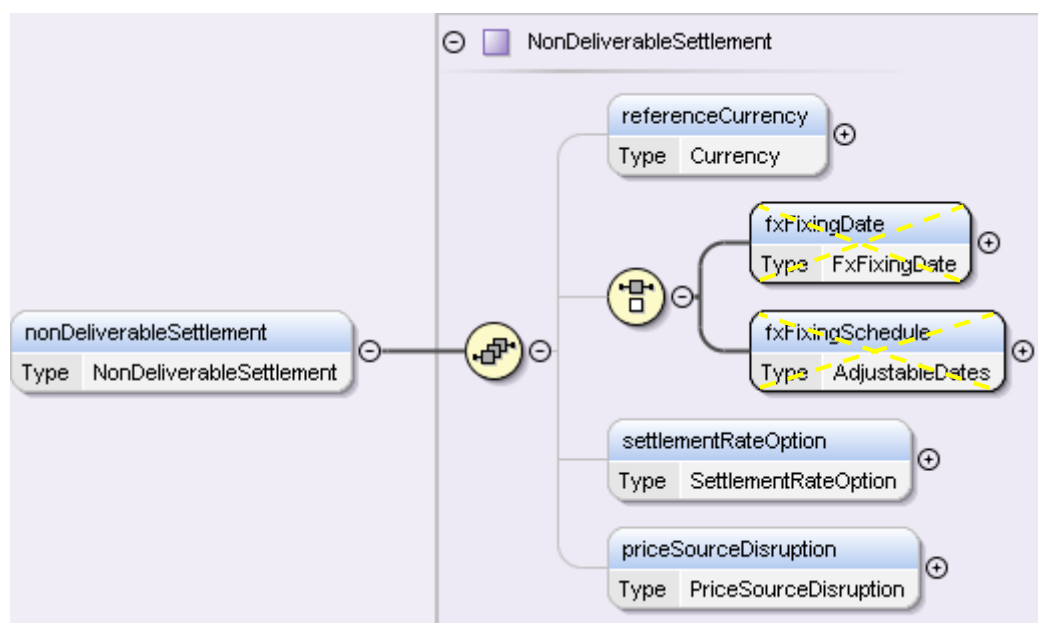 NonDeliverableSettlement
referenceCurrency
Type Currency
fxFixingDate
Type FxFixingDate
nonDeliverableSettlement
Type NonDeliverableSettlement
fxFixingSchedule
Type AdjustableDates
settlementRateOption
Type SettlementRateOption
priceSourceDisruption
Type PriceSourceDisruption